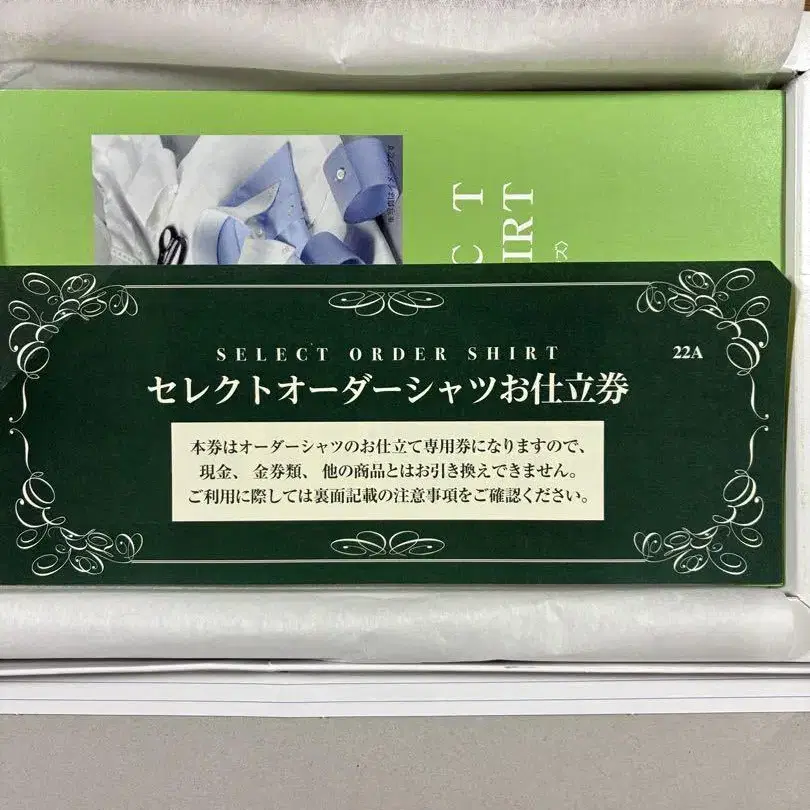 CT
IRT
SELECT ORDER SHIRT
22A
セレクトオーダーシャツお仕立券
本券はオーダーシャツのお仕立て専用券になりますので、
現金、金券類、他の商品とはお引き換えできません。
ご利用に際しては裏面記載の注意事項をご確認ください。